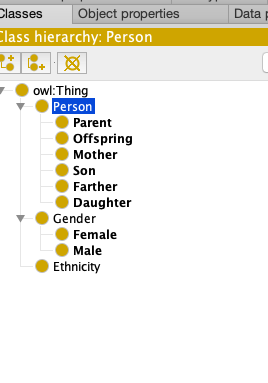 Classes Object properties Data p
Class hierarchy: Person
owl:Thing
Person
Parent
Offspring
Mother
Son
Farther
Daughter
Gender
Female
Male
Ethnicity